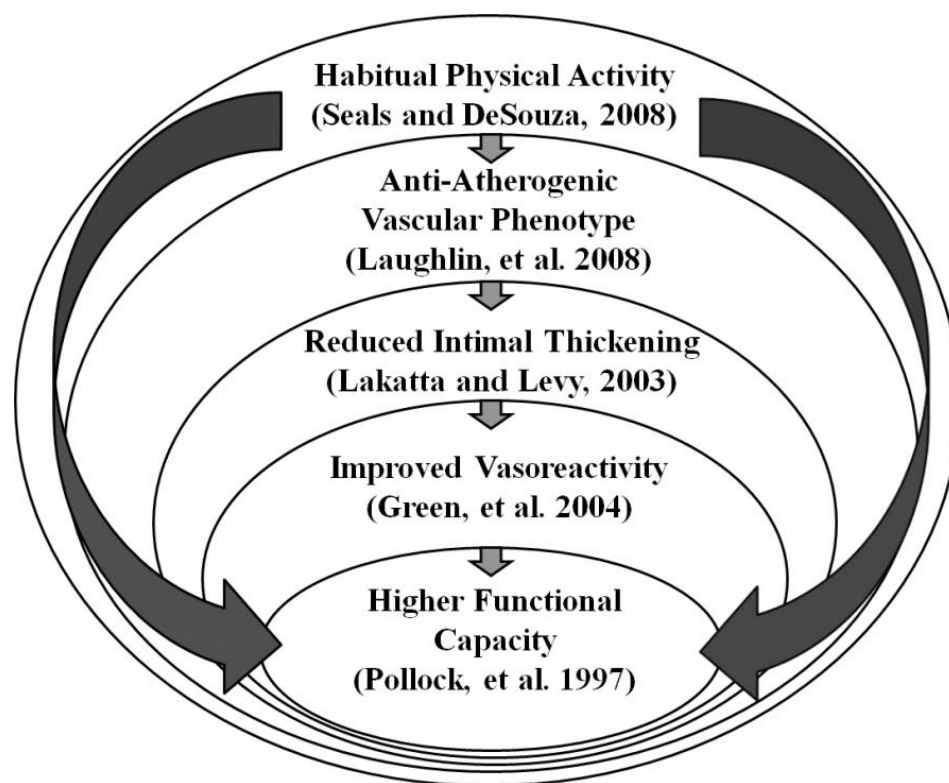 Habitual Physical Activity
(Seals and DeSouza, 2008)
Anti-Atherogenic
Vascular Phenotype
(Laughlin, et al. 2008)
Reduced Intimal Thickening
(Lakatta and Levy, 2003)
Improved Vasoreactivity
(Green, et al. 2004)
Higher Functional
Capacity
(Pollock, et al. 1997)